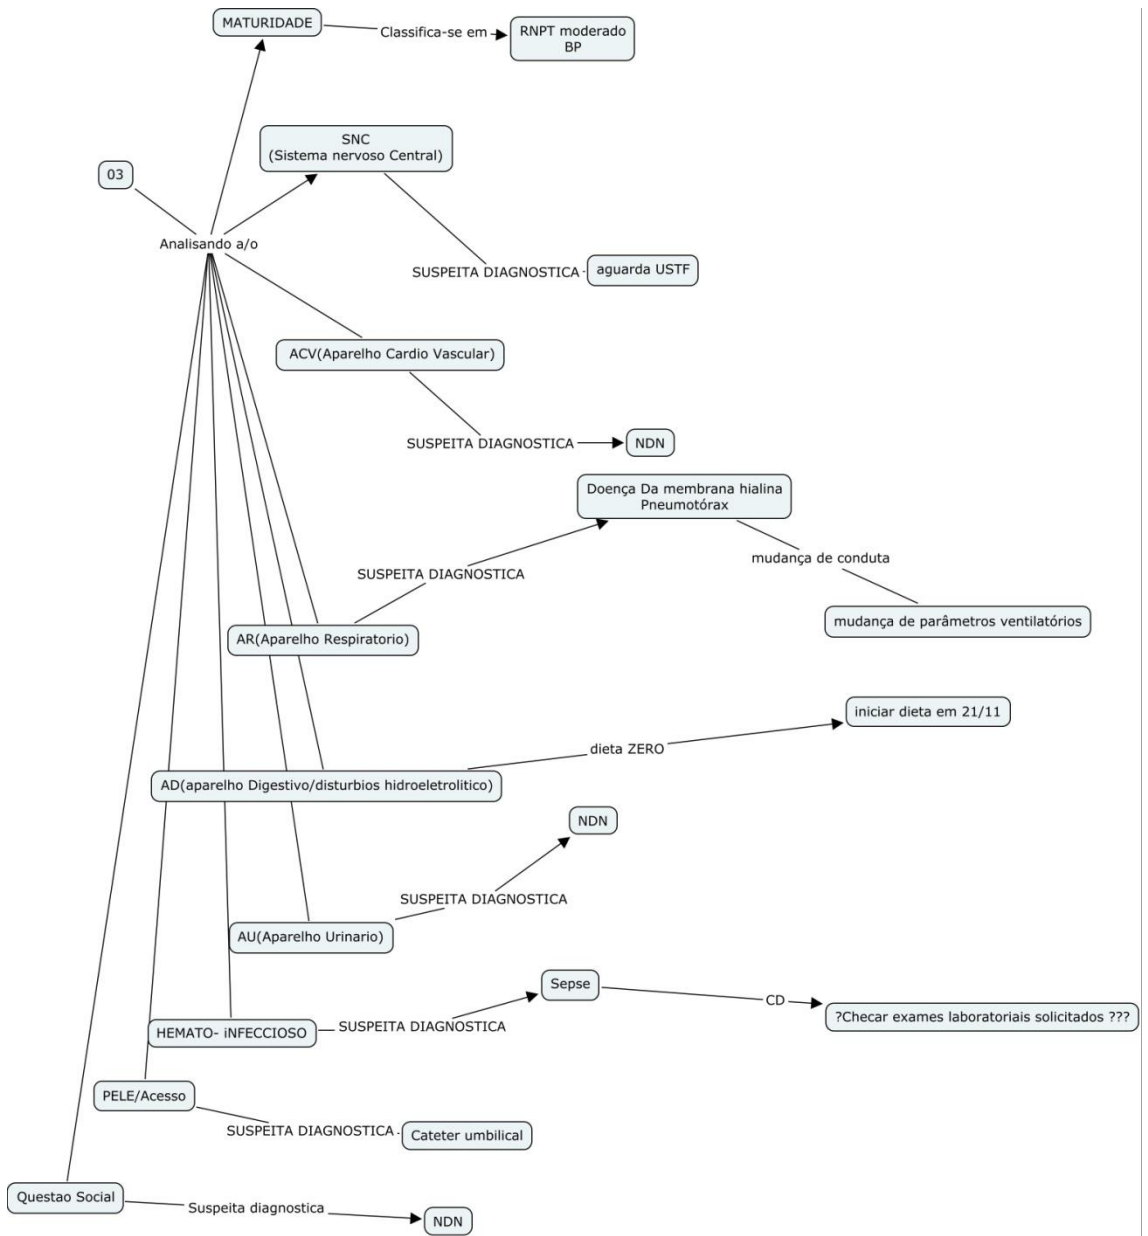 MATURIDADE
Classifica-se em
RNPT moderado
BP
SNC
(Sistema nervoso Central)
03
Analisando a/o
SUSPEITA DIAGNOSTICA
aguarda USTF
ACV(Aparelho Cardio Vascular)
SUSPEITA DIAGNOSTICA
NDN
Doença Da membrana hialina
Pneumotórax
mudança de conduta
SUSPEITA DIAGNOSTICA
mudança de parâmetros ventilatórios
AR(Aparelho Respiratorio)
iniciar dieta em 21/11
dieta ZERO
AD(aparelho Digestivo/disturbios hidroeletrolitico)
NDN
SUSPEITA DIAGNOSTICA
AU(Aparelho Urinario)
Sepse
CD
?Checar exames laboratoriais solicitados ???
SUSPEITA DIAGNOSTICA
HEMATO- iNFECCIOSO
PELE/Acesso
SUSPEITA DIAGNOSTICA
Cateter umbilical
Questao Social
Suspeita diagnostica
NDN